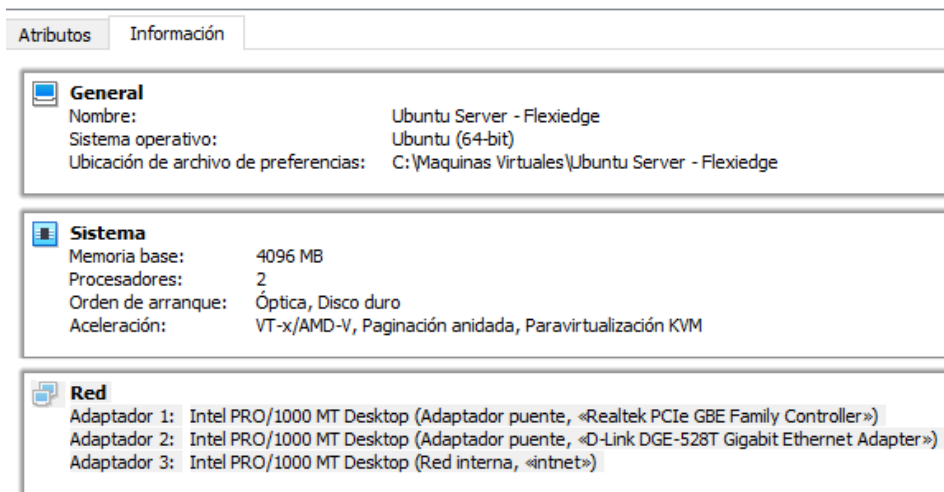 Atributos Información
General
Nombre: Ubuntu Server - Flexiedge
Sistema operativo: Ubuntu (64-bit)
Ubicación de archivo de preferencias: C:\Maquinas Virtuales\Ubuntu Server - Flexiedge
Sistema
Memoria base: 4096 MB
Procesadores: 2
Orden de arranque: Óptica, Disco duro
Aceleración: VT-x/AMD-V, Paginación anidada, Paravirtualización KVM
Red
Adaptador 1: Intel PRO/1000 MT Desktop (Adaptador puente, «Realtek PCIe GBE Family Controller»)
Adaptador 2: Intel PRO/1000 MT Desktop (Adaptador puente, «D-Link DGE-528T Gigabit Ethernet Adapter»)
Adaptador 3: Intel PRO/1000 MT Desktop (Red interna, «intnet»)